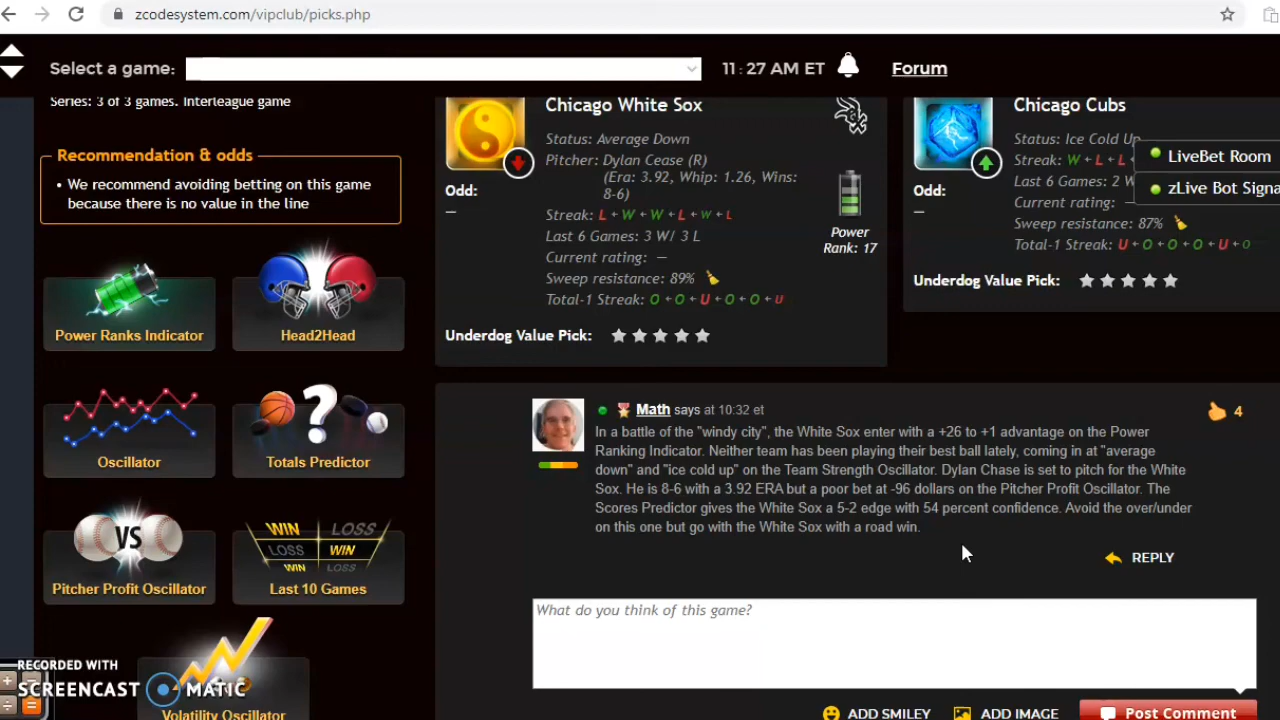 zcodesystem.com/vipclub/picks.php
Select a game:
11:27 AM ET
Forum
Series: 3 of 3 games. Interleague game
Recommendation & odds
• We recommend avoiding betting on this game
because there is no value in the line
Power Ranks Indicator
Head2Head
Oscillator
?
Totals Predictor
VS
Pitcher Profit Oscillator
WIN LOSS
LOSS WIN
WIN LOSS
Last 10 Games
Volatility Oscillator
Chicago White Sox
Status: Average Down
Pitcher: Dylan Cease (R)
(Era: 3.92, Whip: 1.26, Wins:
8-6)
Odd:
—
Streak: L - W - W - L - W - L
Last 6 Games: 3 W/ 3 L
Current rating: —
Sweep resistance: 89%
Total-1 Streak: O - O - U - O - O - U
Power
Rank: 17
Underdog Value Pick:
Chicago Cubs
Status: Ice Cold Up
Streak: W - L - L
Odd:
—
Last 6 Games: 2 W
Current rating: —
Sweep resistance: 87%
Total-1 Streak: U - O - O - O - U - O
Underdog Value Pick:
LiveBet Room
zLive Bot Signa
Math says at 10:32 et
4
In a battle of the "windy city", the White Sox enter with a +26 to +1 advantage on the Power
Ranking Indicator. Neither team has been playing their best ball lately, coming in at "average
down" and "ice cold up" on the Team Strength Oscillator. Dylan Chase is set to pitch for the White
Sox. He is 8-6 with a 3.92 ERA but a poor bet at -96 dollars on the Pitcher Profit Oscillator. The
Scores Predictor gives the White Sox a 5-2 edge with 54 percent confidence. Avoid the over/under
on this one but go with the White Sox with a road win.
REPLY
What do you think of this game?
ADD SMILEY
ADD IMAGE
Post Comment
RECORDED WITH
SCREENCAST MATIC